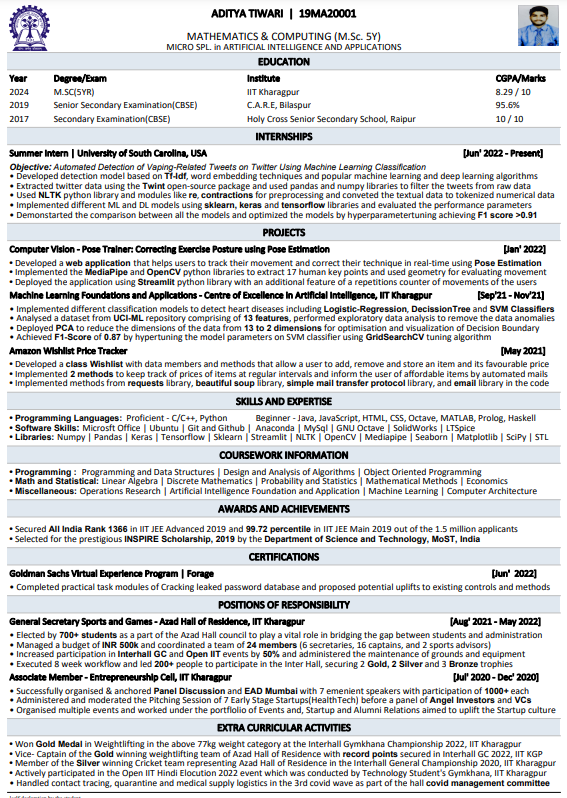 ADITYA TIWARI | 19MA20001
MATHEMATICS & COMPUTING (M.Sc. 5Y)
MICRO SPL. in ARTIFICIAL INTELLIGENCE AND APPLICATIONS
EDUCATION
Year Degree/Exam Institute CGPA/Marks
2024 M.SC(5YR) IIT Kharagpur 8.29 / 10
2019 Senior Secondary Examination(CBSE) C.A.R.E, Bilaspur 95.6%
2017 Secondary Examination(CBSE) Holy Cross Senior Secondary School, Raipur 10 / 10
INTERNSHIPS
Summer Intern | University of South Carolina, USA [Jun' 2022 - Present]
Objective: Automated Detection of Vaping-Related Tweets on Twitter Using Machine Learning Classification
• Developed detection model based on Tf-Idf, word embedding techniques and popular machine learning and deep learning algorithms
• Extracted twitter data using the Twint open-source package and used pandas and numpy libraries to filter the tweets from raw data
• Used NLTK python library and modules like re, contractions for preprocessing and conveted the textual data to tokenized numerical data
• Implemented different ML and DL models using sklearn, keras and tensorflow libraries and evaluated the performance parameters
• Demonstarted the comparison between all the models and optimized the models by hyperparametertuning achieving F1 score >0.91
PROJECTS
Computer Vision - Pose Trainer: Correcting Exercise Posture using Pose Estimation [Jan' 2022]
• Developed a web application that helps users to track their movement and correct their technique in real-time using Pose Estimation
• Implemented the MediaPipe and OpenCV python libraries to extract 17 human key points and used geometry for evaluating movement
• Deployed the application using Streamlit python library with an additional feature of a repetitions counter of movements of the users
Machine Learning Foundations and Applications - Centre of Excellence in Artificial Intelligence, IIT Kharagpur [Sep'21 - Nov'21]
• Implemented different classification models to detect heart diseases including Logistic-Regression, DecissionTree and SVM Classifiers
• Analysed a dataset from UCI-ML repository comprising of 13 features, performed exploratory data analysis to remove the data anomalies
• Deployed PCA to reduce the dimensions of the data from 13 to 2 dimensions for optimisation and visualization of Decision Boundary
• Achieved F1-Score of 0.87 by hypertuning the model parameters on SVM classifier using GridSearchCV tuning algorithm
Amazon Wishlist Price Tracker [May 2021]
• Developed a class Wishlist with data members and methods that allow a user to add, remove and store an item and its favourable price
• Implemented 2 methods to keep track of prices of items at regular intervals and inform the user of affordable items by automated mails
• Implemented methods from requests library, beautiful soup library, simple mail transfer protocol library, and email library in the code
SKILLS AND EXPERTISE
• Programming Languages: Proficient - C/C++, Python Beginner - Java, JavaScript, HTML, CSS, Octave, MATLAB, Prolog, Haskell
• Software Skills: Microsft Office | Ubuntu | Git and Github | Anaconda | MySql | GNU Octave | SolidWorks | LTSpice
• Libraries: Numpy | Pandas | Keras | Tensorflow | Sklearn | Streamlit | NLTK | OpenCV | Mediapipe | Seaborn | Matplotlib | SciPy | STL
COURSEWORK INFORMATION
• Programming : Programming and Data Structures | Design and Analysis of Algorithms | Object Oriented Programming
• Math and Statistical: Linear Algebra | Discrete Mathematics | Probability and Statistics | Mathematical Methods | Economics
• Miscellaneous: Operations Research | Artificial Intelligence Foundation and Application | Machine Learning | Computer Architecture
AWARDS AND ACHIEVEMENTS
• Secured All India Rank 1366 in IIT JEE Advanced 2019 and 99.72 percentile in IIT JEE Main 2019 out of the 1.5 million applicants
• Selected for the prestigious INSPIRE Scholarship, 2019 by the Department of Science and Technology, MoST, India
CERTIFICATIONS
Goldman Sachs Virtual Experience Program | Forage [Jun' 2022]
• Completed practical task modules of Cracking leaked password database and proposed potential uplifts to existing controls and methods
POSITIONS OF RESPONSIBILITY
General Secretary Sports and Games - Azad Hall of Residence, IIT Kharagpur [Aug' 2021 - May 2022]
• Elected by 700+ students as a part of the Azad Hall council to play a vital role in bridging the gap between students and administration
• Managed a budget of INR 500k and coordinated a team of 24 members (6 secretaries, 16 captains, and 2 sports advisors)
• Increased participation in Interhall GC and Open IIT events by 50% and administered the maintenance of grounds and equipment
• Executed 8 week workflow and led 200+ people to participate in the Inter Hall, securing 2 Gold, 2 Silver and 3 Bronze trophies
Associate Member - Entrepreneurship Cell, IIT Kharagpur [Jul' 2020 - Dec' 2020]
• Successfully organised & anchored Panel Discussion and EAD Mumbai with 7 emenient speakers with participation of 1000+ each
• Administered and moderated the Pitching Session of 7 Early Stage Startups(HealthTech) before a panel of Angel Investors and VCs
• Organised multiple events and worked under the portfolio of Events and, Startup and Alumni Relations aimed to uplift the Startup culture
EXTRA CURRICULAR ACTIVITIES
• Won Gold Medal in Weightlifting in the above 77kg weight category at the Interhall Gymkhana Championship 2022, IIT Kharagpur
• Vice- Captain of the Gold winning weightlifting team of Azad Hall of Residence with record points secured in Interhall GC 2022, IIT KGP
• Member of the Silver winning Cricket team representing Azad Hall of Residence in the Interhall General Championship 2020, IIT Kharagpur
• Actively participated in the Open IIT Hindi Elocution 2022 event which was conducted by Technology Student's Gymkhana, IIT Kharagpur
• Handled contact tracing, quarantine and medical supply logistics in the 3rd covid wave as part of the hall covid management committee